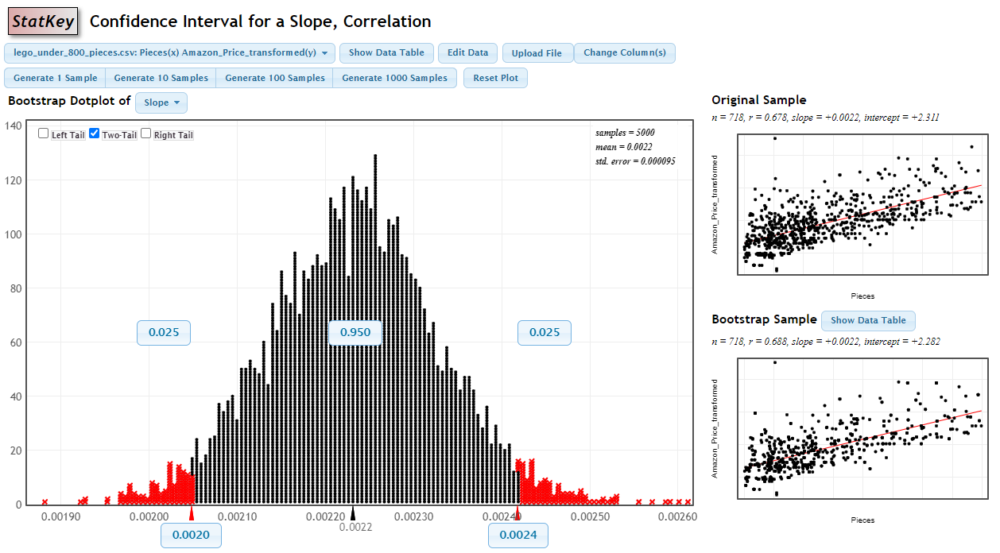 StatKey Confidence Interval for a Slope, Correlation
lego_under_800_pieces.csv: Pieces(x) Amazon_Price_transformed(y) Show Data Table Edit Data Upload File Change Column(s)
Generate 1 Sample Generate 10 Samples Generate 100 Samples Generate 1000 Samples Reset Plot
Bootstrap Dotplot of Slope
Left Tail Two-Tail Right Tail
samples = 5000
mean = 0.0022
std. error = 0.000095
140
120
100
80
60
40
20
0
0.025 0.950 0.025
0.00190 0.00200 0.00210 0.00220 0.00230 0.00240 0.00250 0.00260
0.0022
0.0020 0.0024
Original Sample
n = 718, r = 0.678, slope = +0.0022, intercept = +2.311
Amazon_Price_transformed
Pieces
Bootstrap Sample Show Data Table
n = 718, r = 0.688, slope = +0.0022, intercept = +2.282
Amazon_Price_transformed
Pieces